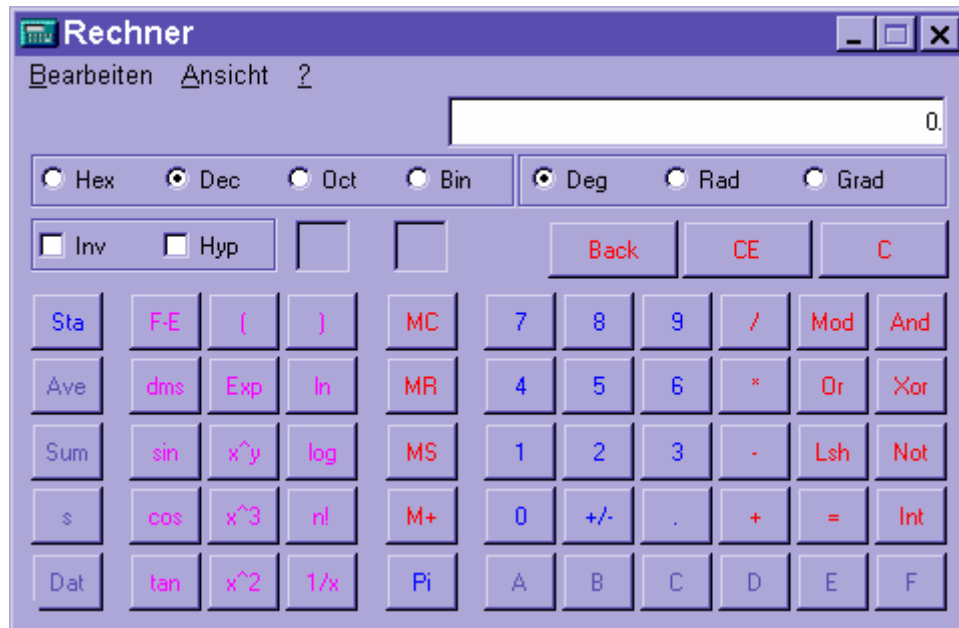 Rechner
Bearbeiten Ansicht ?
0.
Hex Dec Oct Bin Deg Rad Grad
Inv Hyp Back CE C
Sta F-E ( ) MC 7 8 9 / Mod And
Ave dms Exp ln MR 4 5 6 * Or Xor
Sum sin x^y log MS 1 2 3 - Lsh Not
s cos x^3 n! M+ 0 +/- . + = Int
Dat tan x^2 1/x Pi A B C D E F